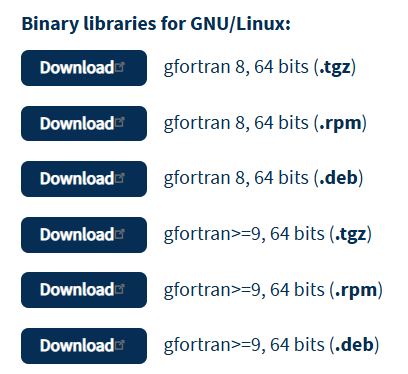 Binary libraries for GNU/Linux:
Download gfortran 8, 64 bits (.tgz)
Download gfortran 8, 64 bits (.rpm)
Download gfortran 8, 64 bits (.deb)
Download gfortran>=9, 64 bits (.tgz)
Download gfortran>=9, 64 bits (.rpm)
Download gfortran>=9, 64 bits (.deb)